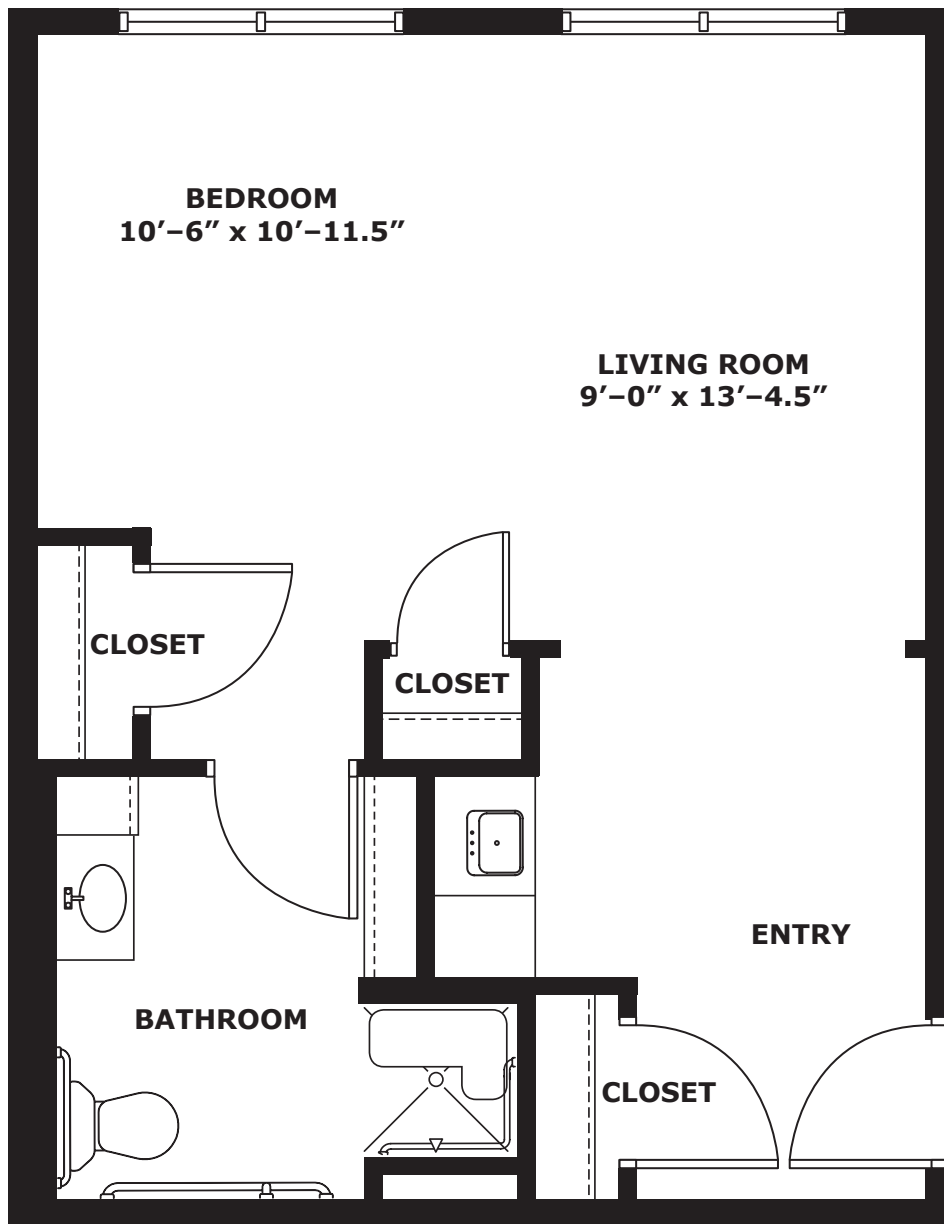 BEDROOM
10’–6” x 10’–11.5”
LIVING ROOM
9’–0” x 13’–4.5”
CLOSET
CLOSET
ENTRY
BATHROOM
CLOSET